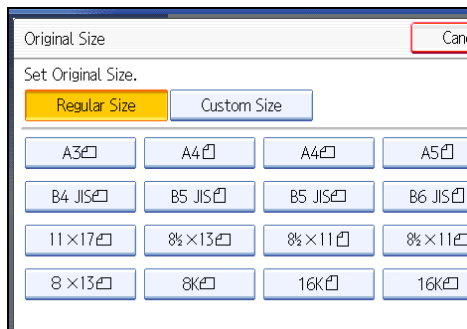 Original Size Canc
Set Original Size.
Regular Size Custom Size
A3 A4 A4 A5
B4 JIS B5 JIS B5 JIS B6 JIS
11×17 8½×13 8½×11 8½×11
8×13 8K 16K 16K